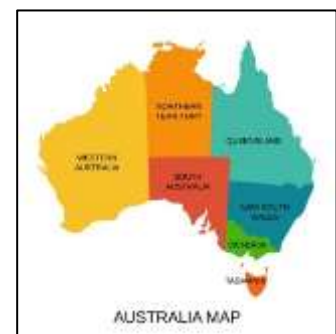 NORTHERN
TERRITORY
QUEENSLAND
WESTERN
AUSTRALIA
SOUTH
AUSTRALIA
NEW SOUTH
WALES
VICTORIA
TASMANIA
AUSTRALIA MAP